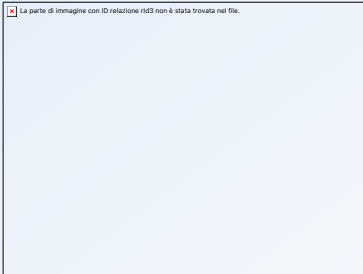 La parte di immagine con ID relazione rId3 non è stata trovata nel file.